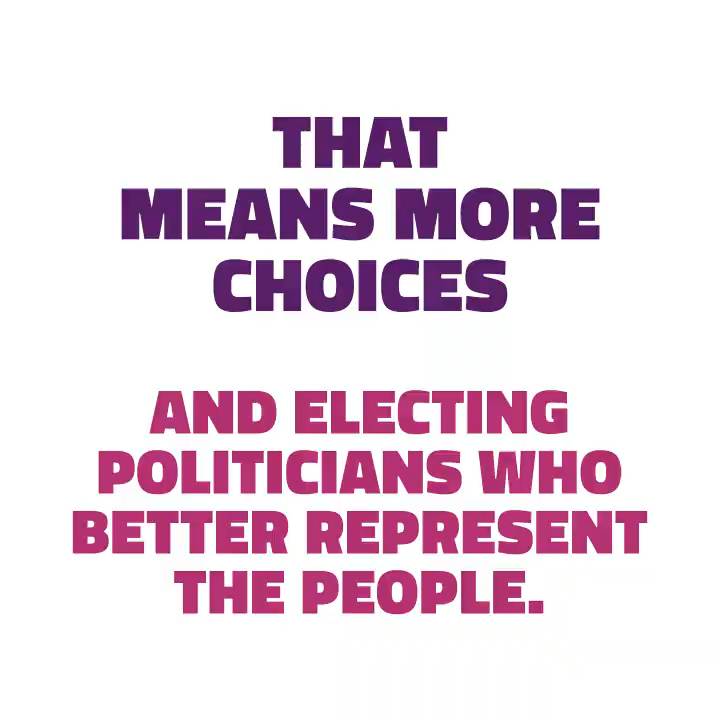 THAT
MEANS MORE
CHOICES
AND ELECTING
POLITICIANS WHO
BETTER REPRESENT
THE PEOPLE.